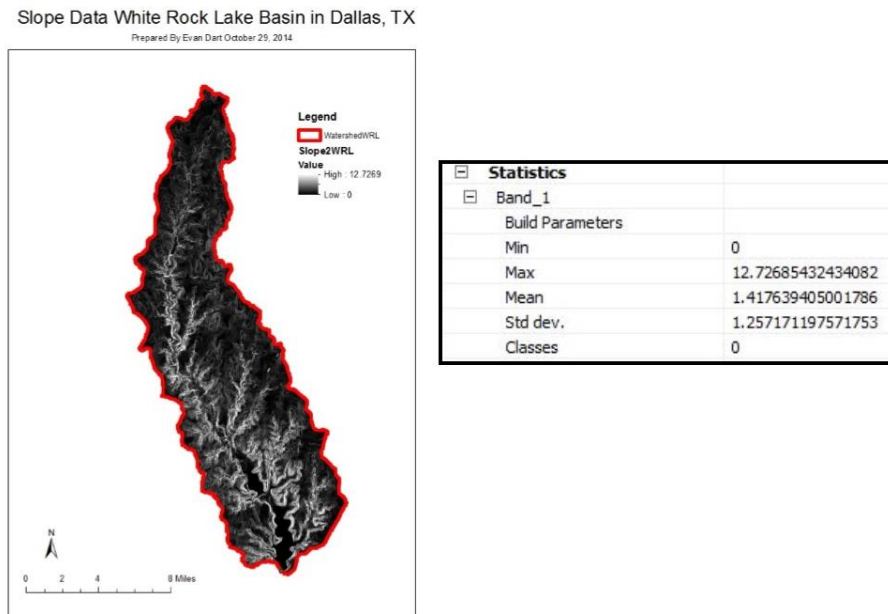 Slope Data White Rock Lake Basin in Dallas, TX
Prepared By Evan Dart October 29, 2014
Legend
WatershedWRL
Slope2WRL
Value
High : 12.7269
Low : 0
N
0 2 4 8 Miles
Statistics
Band_1
Build Parameters
Min 0
Max 12.72685432434082
Mean 1.417639405001786
Std dev. 1.257171197571753
Classes 0